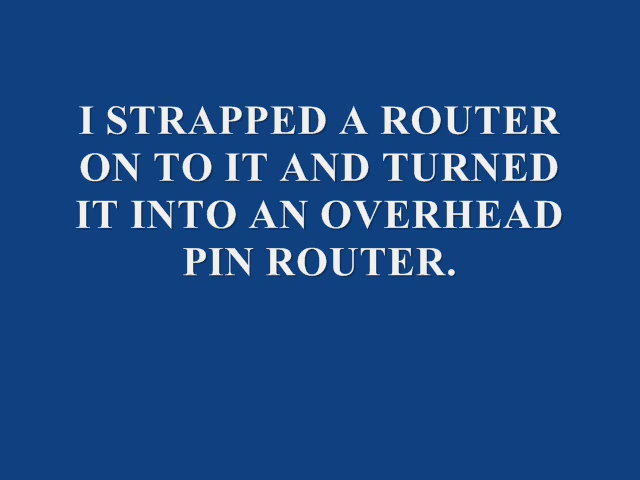 I STRAPPED A ROUTER
ON TO IT AND TURNED
IT INTO AN OVERHEAD
PIN ROUTER.